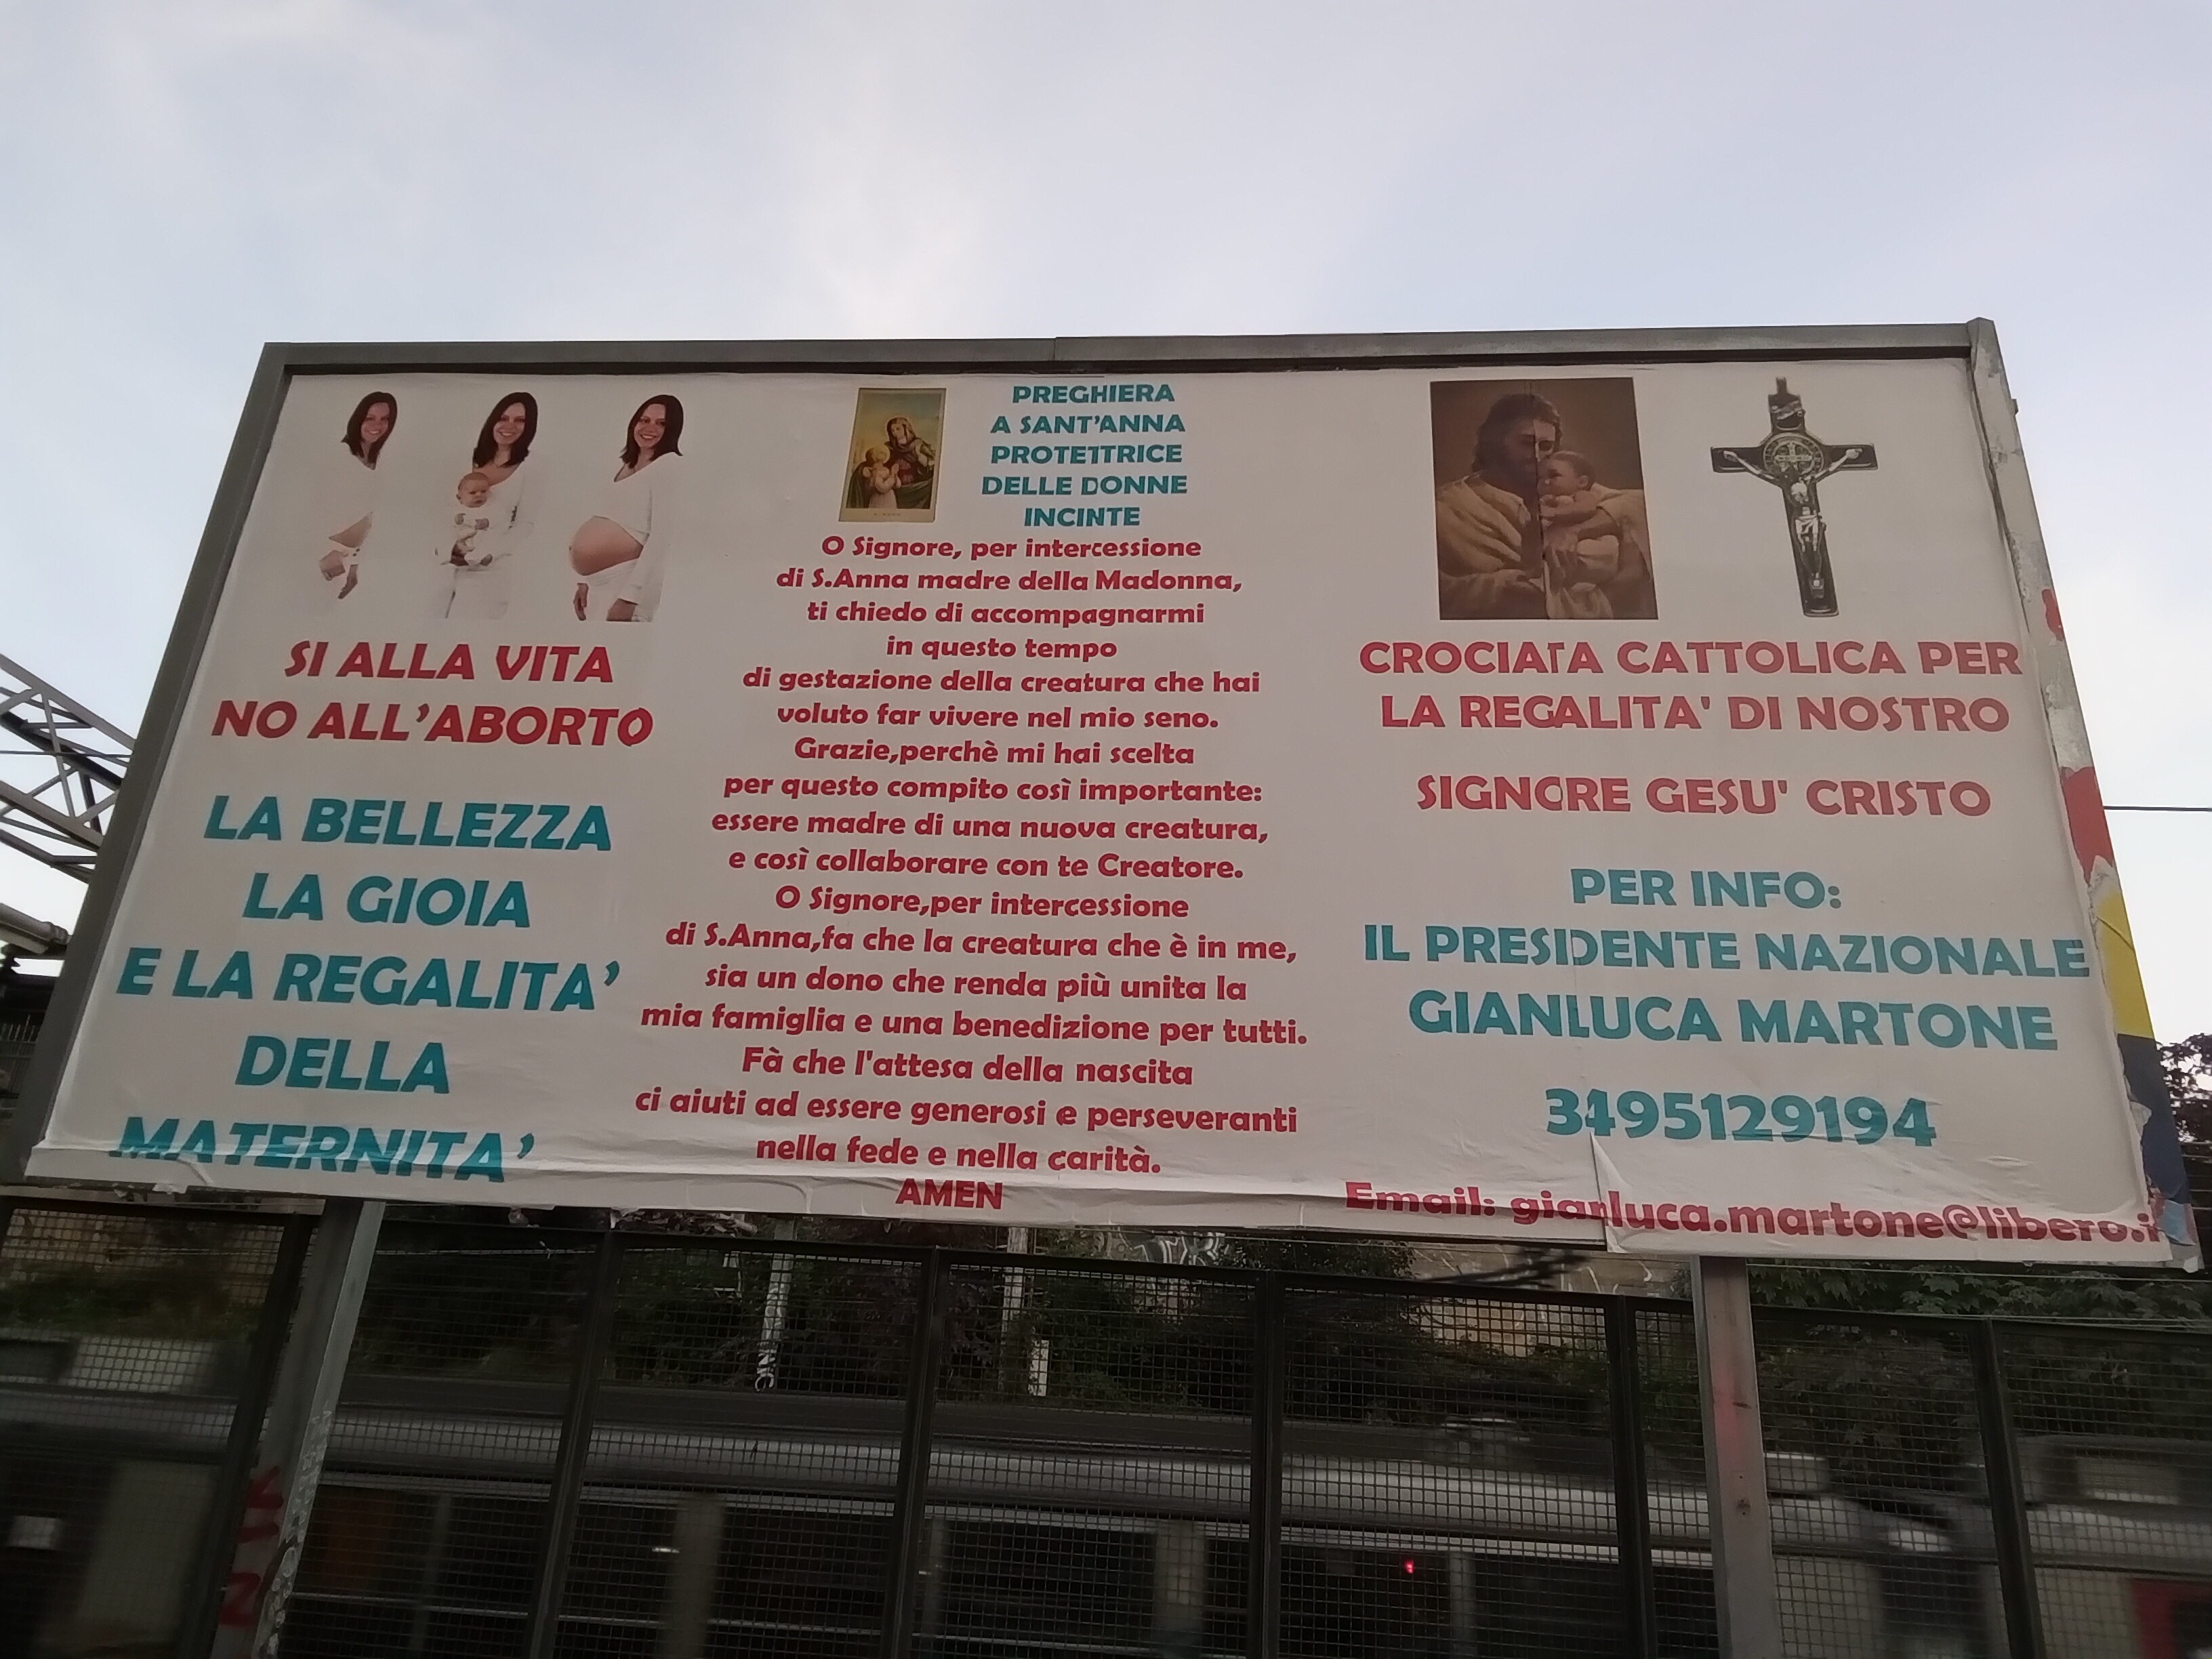 SI ALLA VITA
NO ALL'ABORTO
LA BELLEZZA
LA GIOIA
E LA REGALITA'
DELLA
MATERNITA'
PREGHIERA
A SANT'ANNA
PROTETTRICE
DELLE DONNE
INCINTE
O Signore, per intercessione
di S.Anna madre della Madonna,
ti chiedo di accompagnarmi
in questo tempo
di gestazione della creatura che hai
voluto far vivere nel mio seno.
Grazie,perchè mi hai scelta
per questo compito così importante:
essere madre di una nuova creatura,
e così collaborare con te Creatore.
O Signore,per intercessione
di S.Anna,fa che la creatura che è in me,
sia un dono che renda più unita la
mia famiglia e una benedizione per tutti.
Fà che l'attesa della nascita
ci aiuti ad essere generosi e perseveranti
nella fede e nella carità.
AMEN
CROCIATA CATTOLICA PER
LA REGALITA' DI NOSTRO
SIGNORE GESU' CRISTO
PER INFO:
IL PRESIDENTE NAZIONALE
GIANLUCA MARTONE
3495129194
Email: gianluca.martone@libero.i